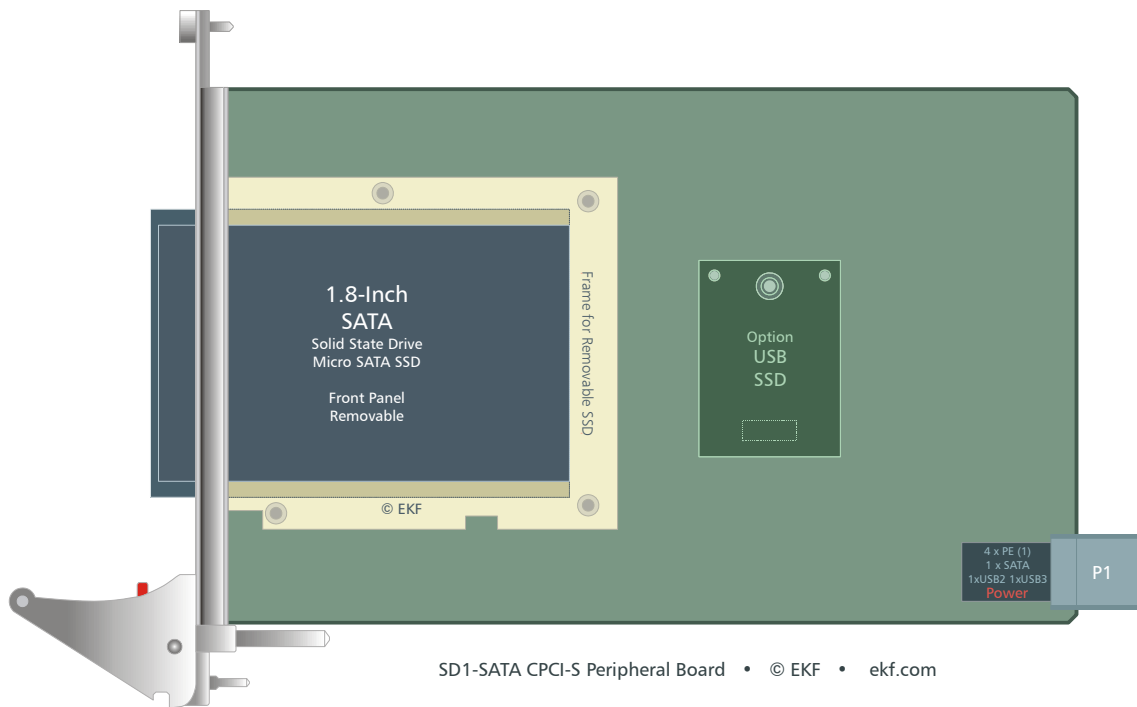 1.8-Inch
SATA
Solid State Drive
Micro SATA SSD
Front Panel
Removable
Frame for Removable SSD
© EKF
Option
USB
SSD
4 x PE (1)
1 x SATA
1xUSB2 1xUSB3
Power
P1
SD1-SATA CPCI-S Peripheral Board • © EKF • ekf.com